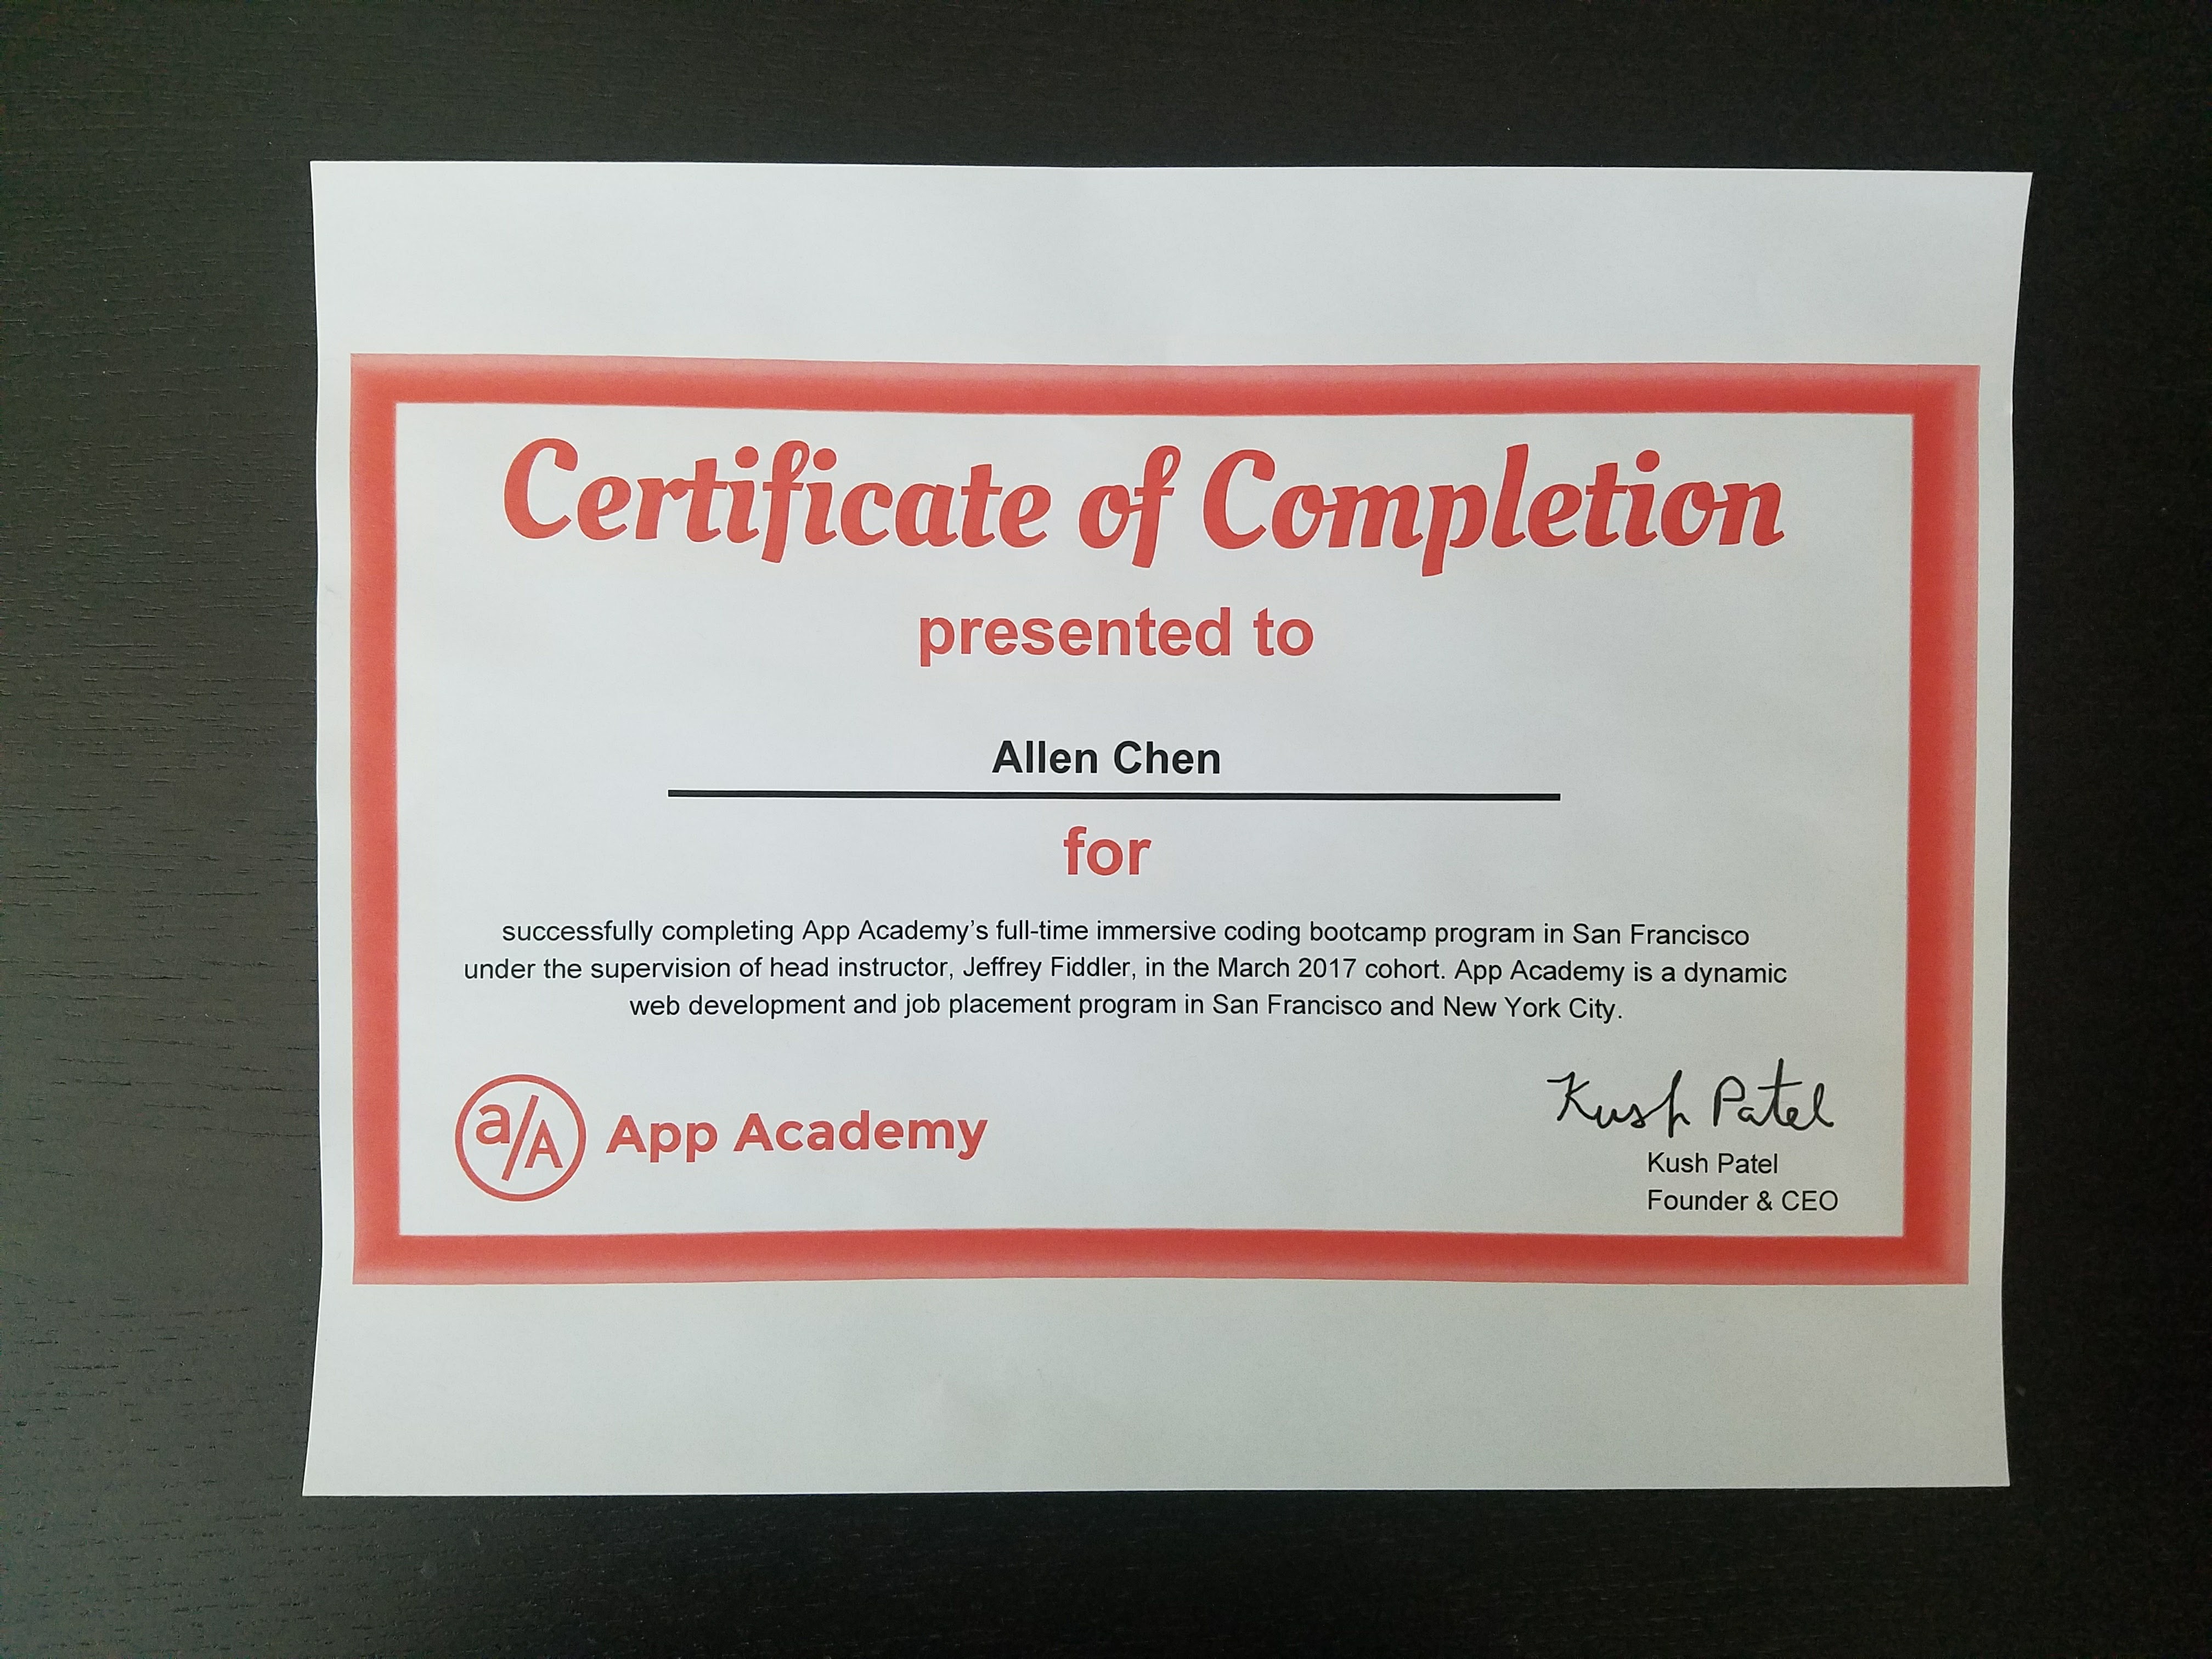 Certificate of Completion
presented to
Allen Chen
for
successfully completing App Academy’s full-time immersive coding bootcamp program in San Francisco
under the supervision of head instructor, Jeffrey Fiddler, in the March 2017 cohort. App Academy is a dynamic
web development and job placement program in San Francisco and New York City.
a/A App Academy
Kush Patel
Kush Patel
Founder & CEO